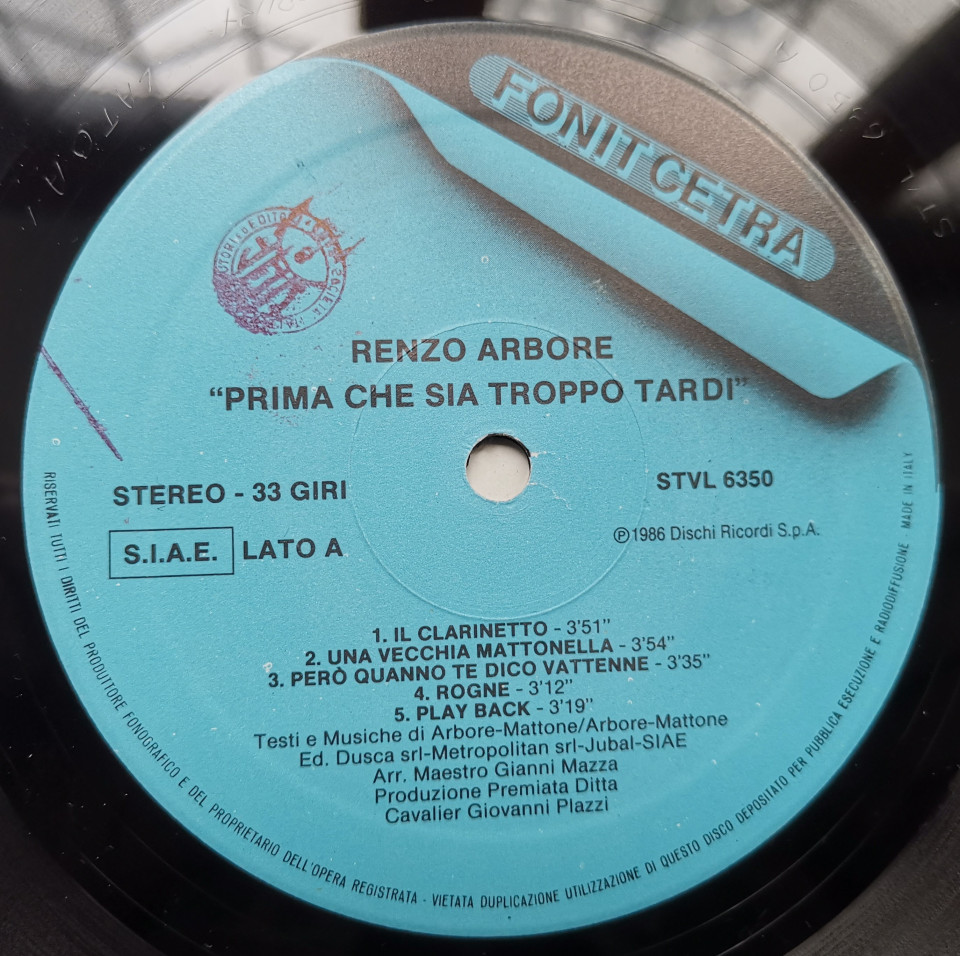 FONIT CETRA
RENZO ARBORE
"PRIMA CHE SIA TROPPO TARDI"
STEREO - 33 GIRI
STVL 6350
S.I.A.E. LATO A
Ⓟ1986 Dischi Ricordi S.p.A.
1. IL CLARINETTO - 3'51"
2. UNA VECCHIA MATTONELLA - 3'54"
3. PERÒ QUANNO TE DICO VATTENNE - 3'35"
4. ROGNE - 3'12"
5. PLAY BACK - 3'19"
Testi e Musiche di Arbore-Mattone/Arbore-Mattone
Ed. Dusca srl-Metropolitan srl-Jubal-SIAE
Arr. Maestro Gianni Mazza
Produzione Premiata Ditta
Cavalier Giovanni Plazzi
RISERVATI TUTTI I DIRITTI DEL PRODUTTORE FONOGRAFICO E DEL PROPRIETARIO DELL'OPERA REGISTRATA - VIETATA DUPLICAZIONE UTILIZZAZIONE DI QUESTO DISCO DEPOSITATO PER PUBBLICA ESECUZIONE E RADIODIFFUSIONE MADE IN ITALY